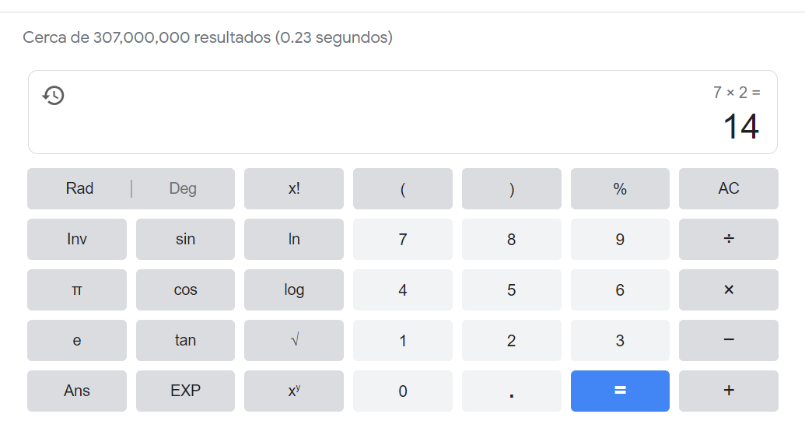 Cerca de 307,000,000 resultados (0.23 segundos)
7 × 2 =
14
Rad | Deg x! ( ) % AC
Inv sin ln 7 8 9 ÷
π cos log 4 5 6 ×
e tan √ 1 2 3 −
Ans EXP xʸ 0 . = +